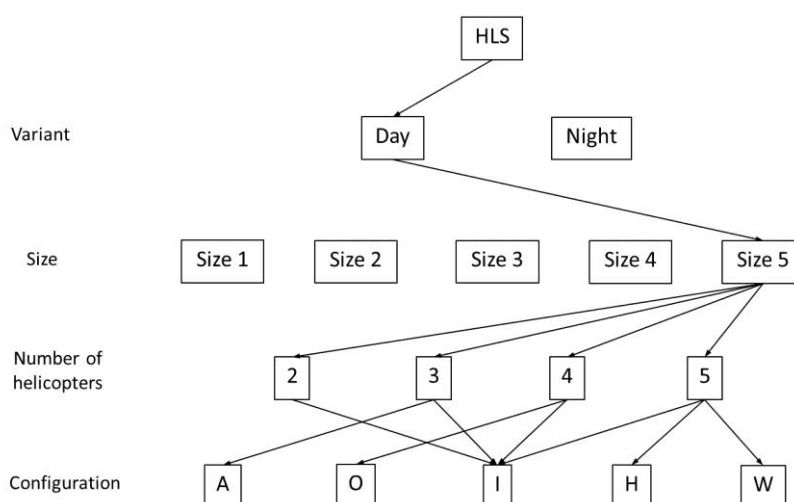 HLS
Variant
Day
Night
Size
Size 1
Size 2
Size 3
Size 4
Size 5
Number of
helicopters
2
3
4
5
Configuration
A
O
I
H
W